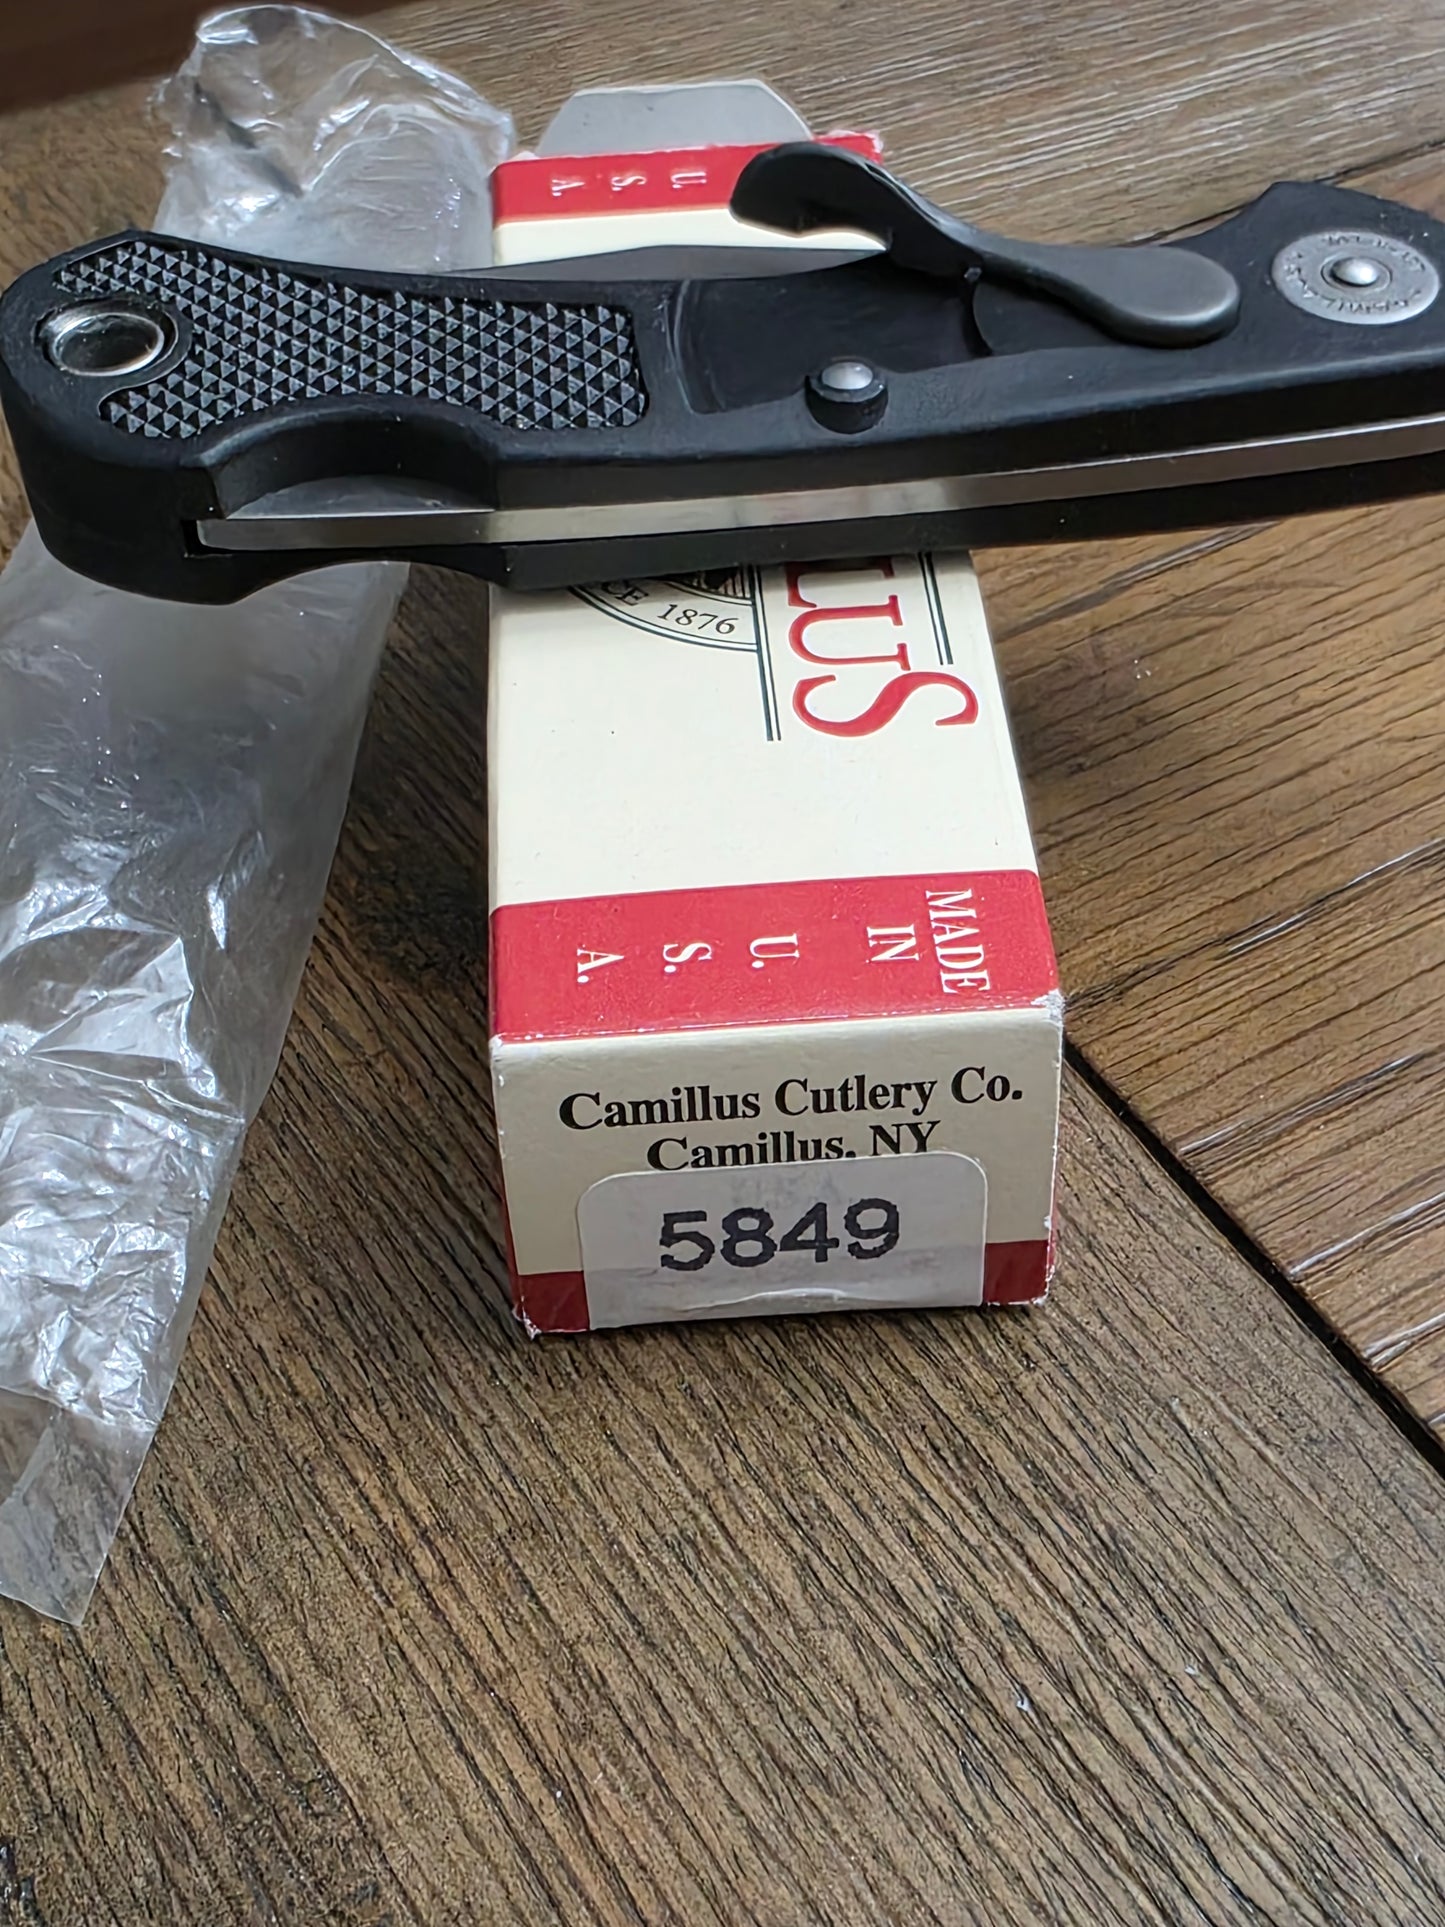 U. S. A.
1876
LUS
MADE IN U. S. A.
Camillus Cutlery Co.
Camillus, NY
5849